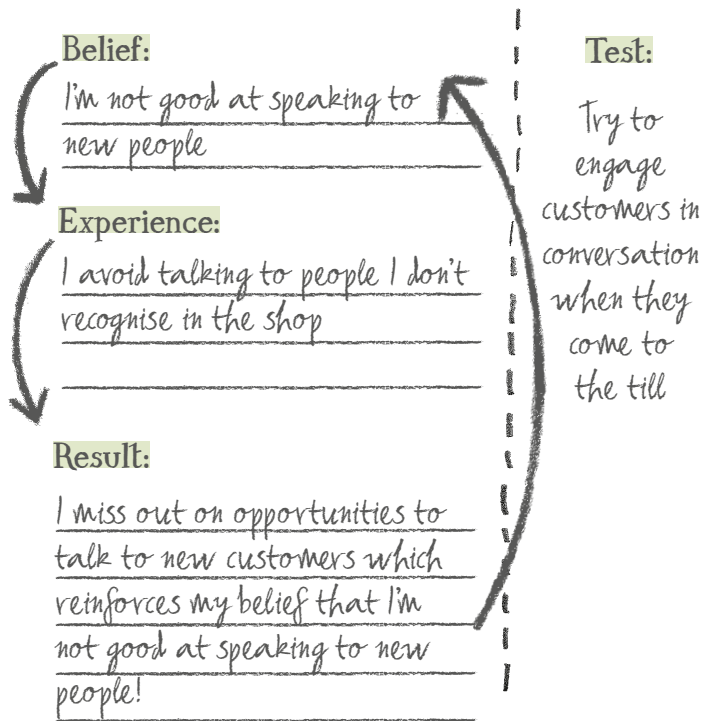 Belief:
I'm not good at speaking to
new people
Experience:
I avoid talking to people I don't
recognise in the shop
Result:
I miss out on opportunities to
talk to new customers which
reinforces my belief that I'm
not good at speaking to new
people!
Test:
Try to
engage
customers in
conversation
when they
come to
the till